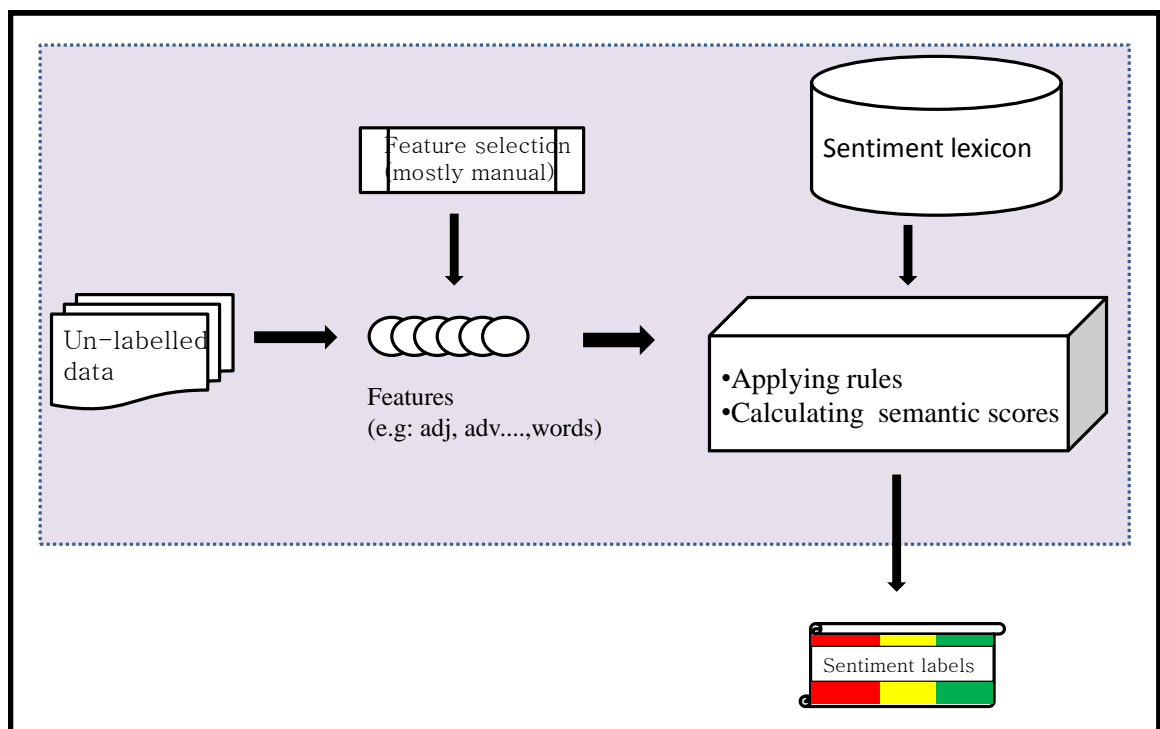 Feature selection
(mostly manual)
Sentiment lexicon
Un-labelled
data
Features
(e.g: adj, adv....,words)
•Applying rules
•Calculating semantic scores
Sentiment labels